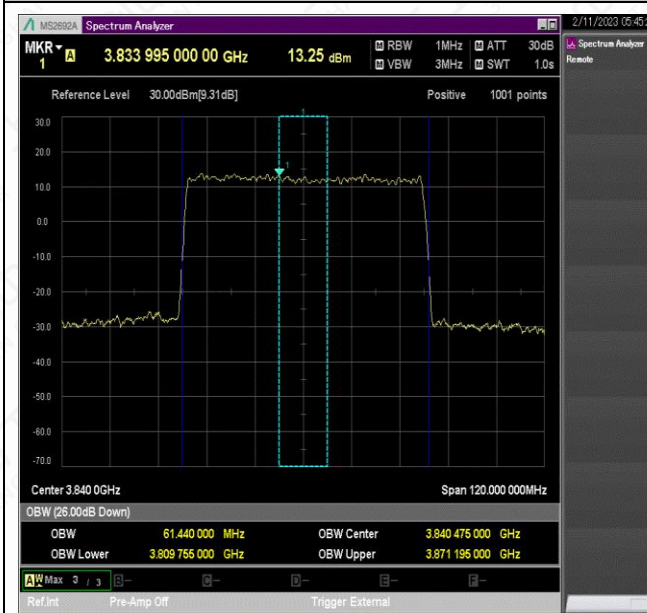 MS2692A Spectrum Analyzer
2/11/2023 05:45:2
MKR 1 A 3.833 995 000 00 GHz 13.25 dBm
M RBW 1MHz M ATT 30dB
M VBW 3MHz M SWT 1.0s
Spectrum Analyzer
Remote
Reference Level 30.00dBm[9.31dB] Positive 1001 points
1
30.0
20.0
1
10.0
0.0
-10.0
-20.0
-30.0
-40.0
-50.0
-60.0
-70.0
Center 3.840 0GHz Span 120.000 000MHz
OBW (26.00dB Down)
OBW 61.440 000 MHz OBW Center 3.840 475 000 GHz
OBW Lower 3.809 755 000 GHz OBW Upper 3.871 195 000 GHz
A W Max 3 / 3 B- C- D- E- F-
Ref.Int Pre-Amp Off Trigger External